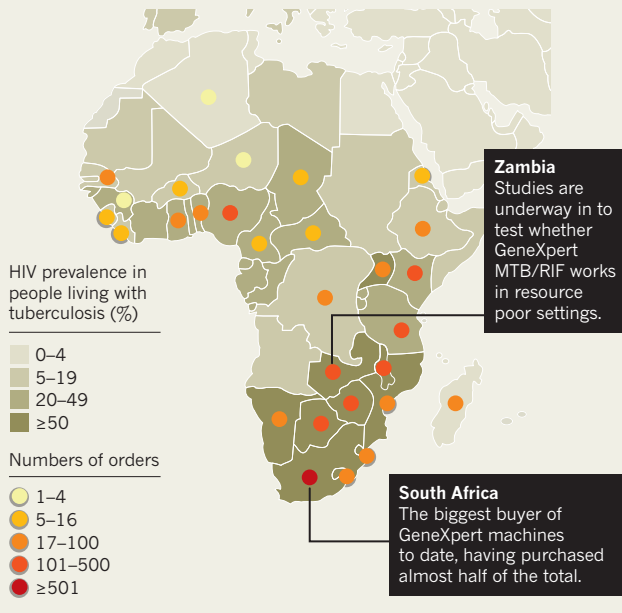 Zambia
Studies are
underway in to
test whether
GeneXpert
MTB/RIF works
in resource
poor settings.
HIV prevalence in
people living with
tuberculosis (%)
0–4
5–19
20–49
≥50
Numbers of orders
1–4
5–16
17–100
101–500
≥501
South Africa
The biggest buyer of
GeneXpert machines
to date, having purchased
almost half of the total.